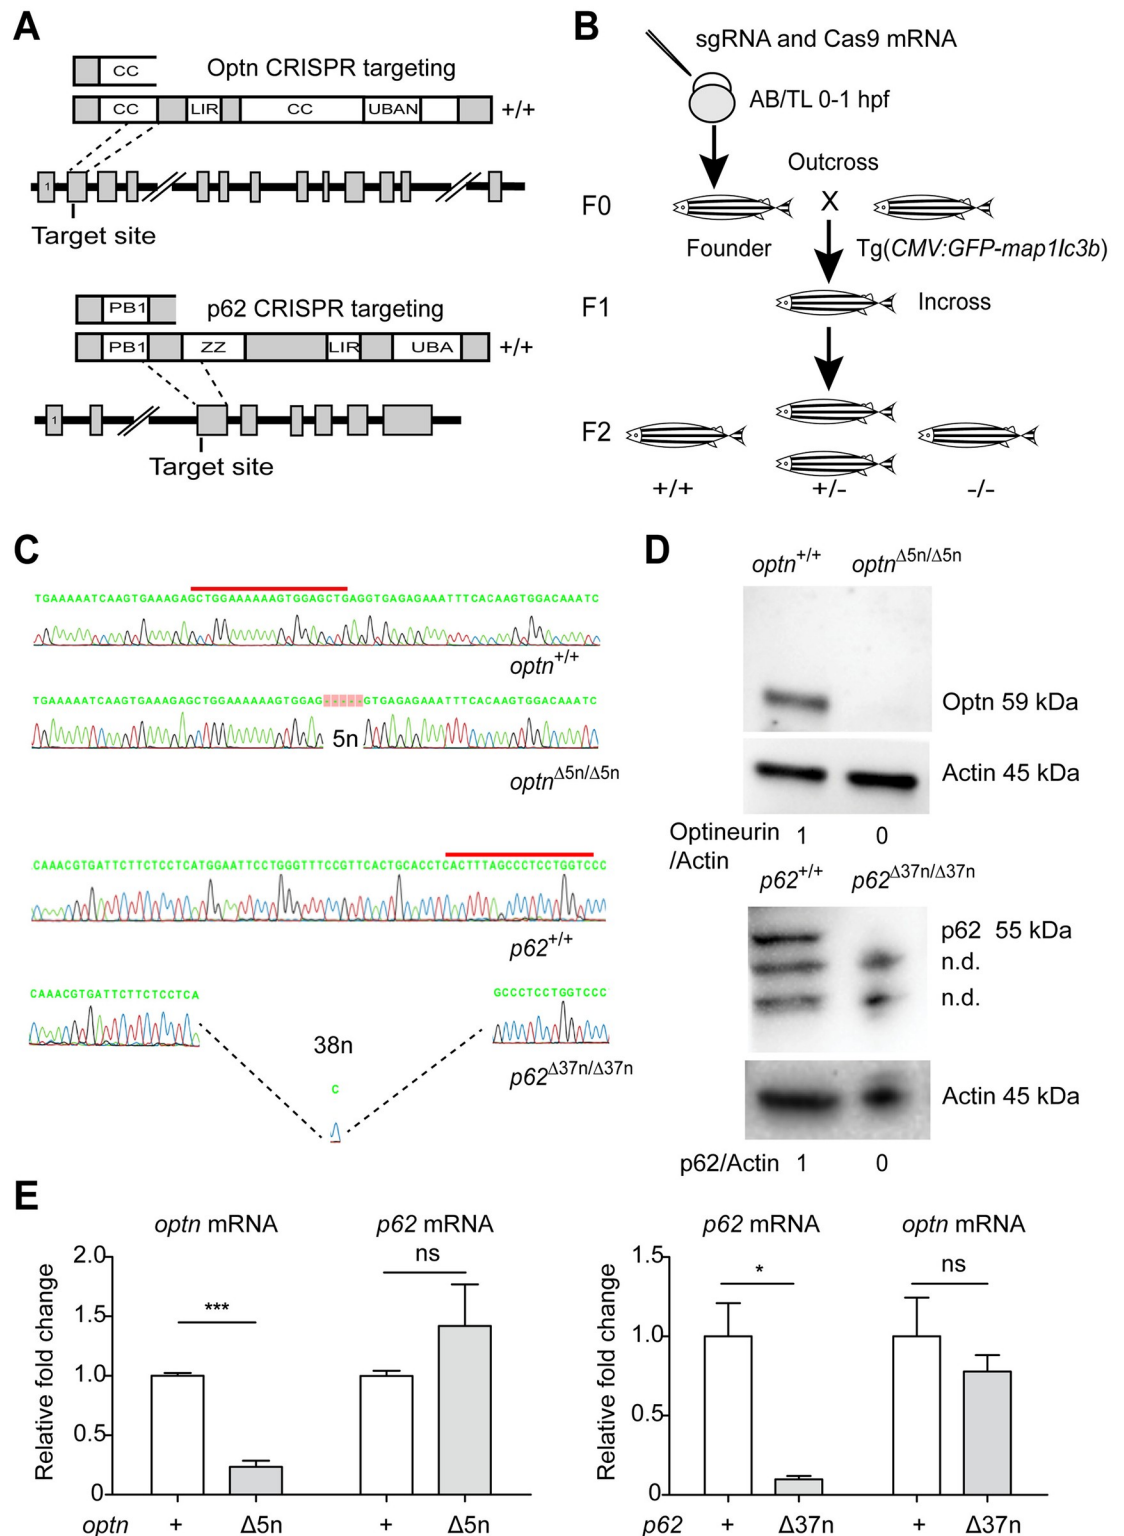 A
CC
Optn CRISPR targeting
CC LIR CC UBAN +/+
1
Target site
PB1
p62 CRISPR targeting
PB1 ZZ LIR UBA +/+
1
Target site
B
sgRNA and Cas9 mRNA
AB/TL 0-1 hpf
Outcross
F0 X
Founder Tg(CMV:GFP-map1lc3b)
F1 Incross
F2
+/+ +/- -/-
C
TGAAAAATCAAGTGAAAGAGCTGGAAAAAAGTGGAGCTGAGGTGAGAGAAATTTCACAAGTGGACAAATC
optn+/+
TGAAAAATCAAGTGAAAGAGCTGGAAAAAAGTGGAG-----GTGAGAGAAATTTCACAAGTGGACAAATC
5n
optnΔ5n/Δ5n
CAAACGTGATTCTTCTCCTCATGGAATTCCTGGGTTTCCGTTCACTGCACCTCACTTTAGCCCTCCTGGTCCC
p62+/+
CAAACGTGATTCTTCTCCTCA GCCCTCCTGGTCCC
38n
p62Δ37n/Δ37n
C
D
optn+/+ optnΔ5n/Δ5n
Optn 59 kDa
Actin 45 kDa
Optineurin 1 0
/Actin
p62+/+ p62Δ37n/Δ37n
p62 55 kDa
n.d.
n.d.
Actin 45 kDa
p62/Actin 1 0
E
optn mRNA p62 mRNA
Relative fold change
2.0
1.5
1.0
0.5
0
*** ns
optn + Δ5n + Δ5n
p62 mRNA optn mRNA
Relative fold change
1.5
1.0
0.5
0
* ns
p62 + Δ37n + Δ37n